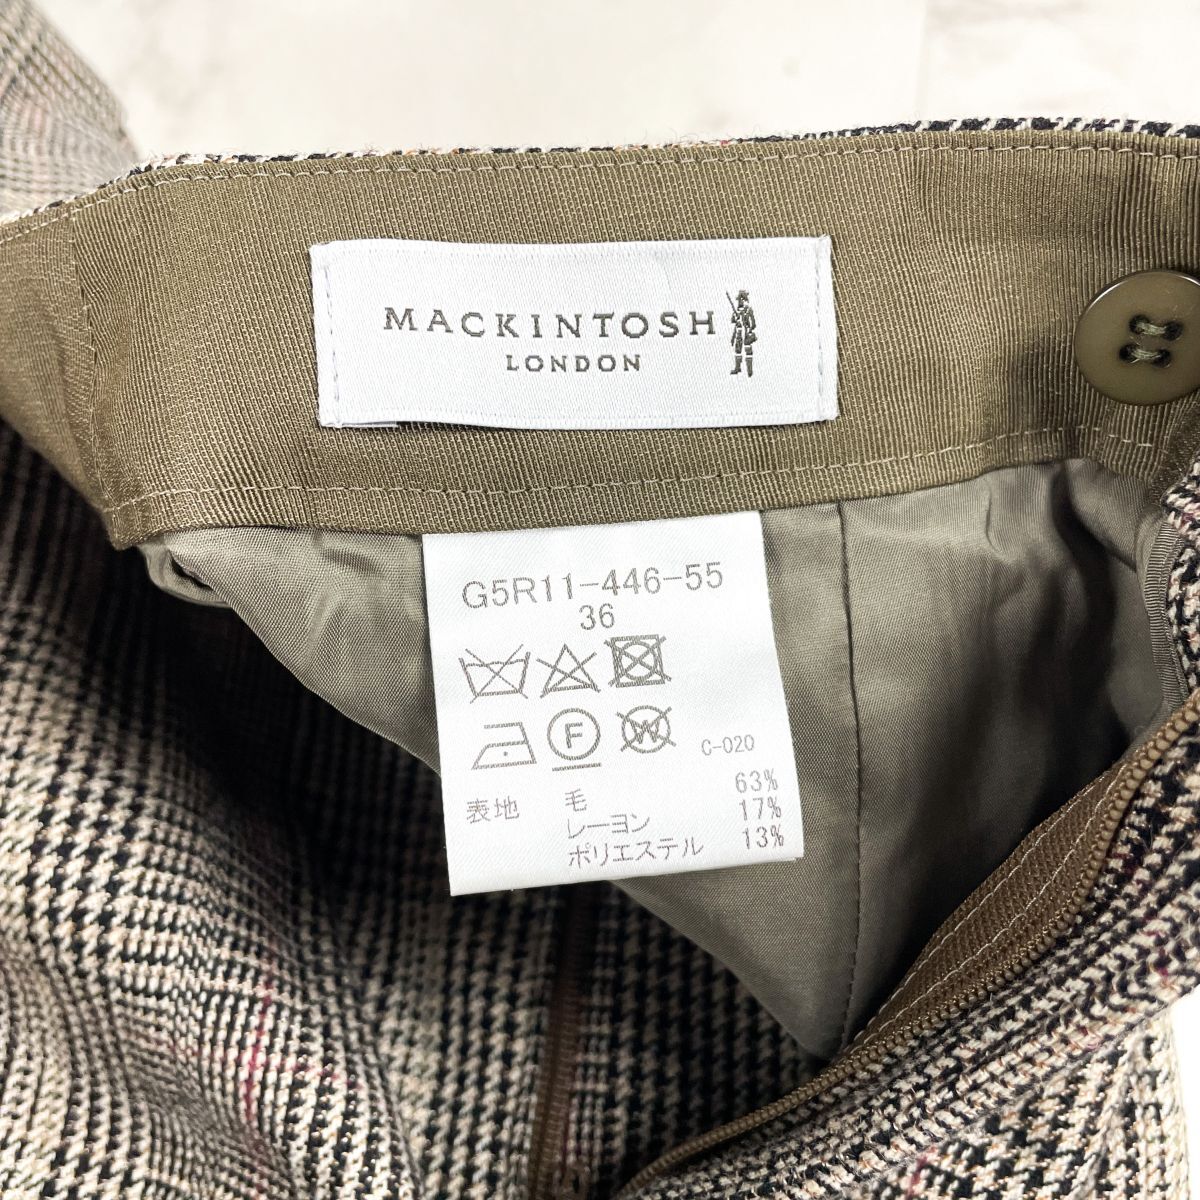 MACKINTOSH
LONDON
G5R11-446-55
36
W
F
C-020
表地 毛 63%
レーヨン 17%
ポリエステル 13%